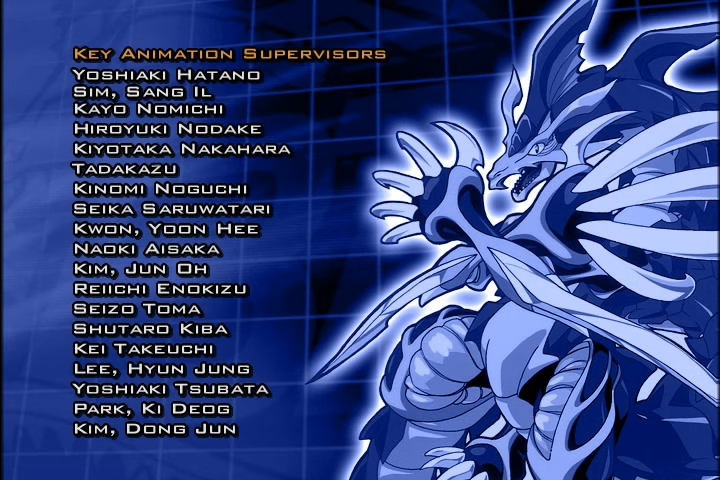 Key Animation Supervisors
Yoshiaki Hatano
Sim, Sang Il
Kayo Nomichi
Hiroyuki Nodake
Kiyotaka Nakahara
Tadakazu
Kinomi Noguchi
Seika Saruwatari
Kwon, Yoon Hee
Naoki Aisaka
Kim, Jun Oh
Reiichi Enokizu
Seizo Toma
Shutaro Kiba
Kei Takeuchi
Lee, Hyun Jung
Yoshiaki Tsubata
Park, Ki Deog
Kim, Dong Jun